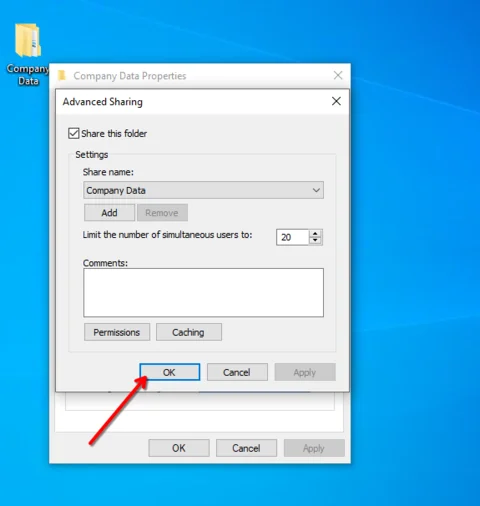 Company
Data
Company Data Properties
Advanced Sharing
Share this folder
Settings
Share name:
Company Data
Add
Remove
Limit the number of simultaneous users to:
20
Comments:
Permissions
Caching
OK
Cancel
Apply
OK
Cancel
Apply